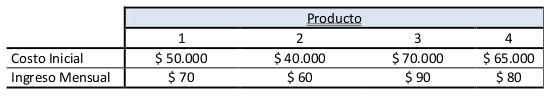 Producto
1 2 3 4
Costo Inicial $ 50.000 $ 40.000 $ 70.000 $ 65.000
Ingreso Mensual $ 70 $ 60 $ 90 $ 80